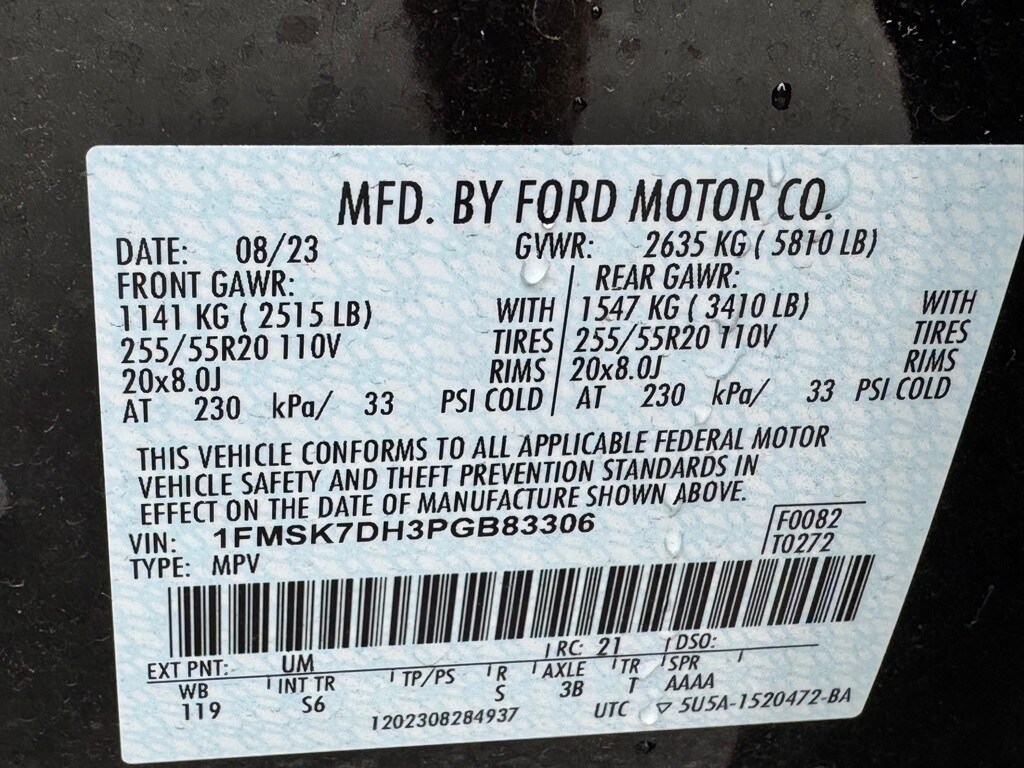 MFD. BY FORD MOTOR CO.
DATE: 08/23 GVWR: 2635 KG ( 5810 LB)
FRONT GAWR: REAR GAWR:
1141 KG ( 2515 LB) WITH 1547 KG ( 3410 LB) WITH
255/55R20 110V TIRES 255/55R20 110V TIRES
20x8.0J RIMS 20x8.0J RIMS
AT 230 kPa/ 33 PSI COLD AT 230 kPa/ 33 PSI COLD
THIS VEHICLE CONFORMS TO ALL APPLICABLE FEDERAL MOTOR
VEHICLE SAFETY AND THEFT PREVENTION STANDARDS IN
EFFECT ON THE DATE OF MANUFACTURE SHOWN ABOVE.
VIN: 1FMSK7DH3PGB83306 F0082
TYPE: MPV T0272
EXT PNT: UM RC: 21 DSO:
WB INT TR TP/PS R AXLE TR SPR
119 S6 S 3B T AAAA
1202308284937 UTC ▽ 5U5A-1520472-BA